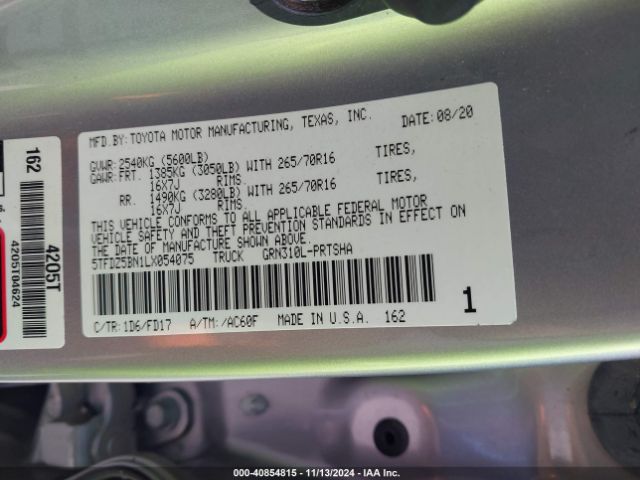 MFD.BY:TOYOTA MOTOR MANUFACTURING, TEXAS, INC. DATE:08/20
GVWR:2540KG (5600LB)
GAWR:FRT. 1385KG (3050LB) WITH 265/70R16 TIRES,
16X7J RIMS,
RR. 1490KG (3280LB) WITH 265/70R16 TIRES,
16X7J RIMS.
THIS VEHICLE CONFORMS TO ALL APPLICABLE FEDERAL MOTOR
VEHICLE SAFETY AND THEFT PREVENTION STANDARDS IN EFFECT ON
THE DATE OF MANUFACTURE SHOWN ABOVE.
5TFDZ5BN1LX054075 TRUCK GRN310L-PRTSHA
C/TR:1D6/FD17 A/TM:/AC60F MADE IN U.S.A. 162
1
162
4205T
4205T04624
000-40854815 - 11/13/2024 - IAA Inc.